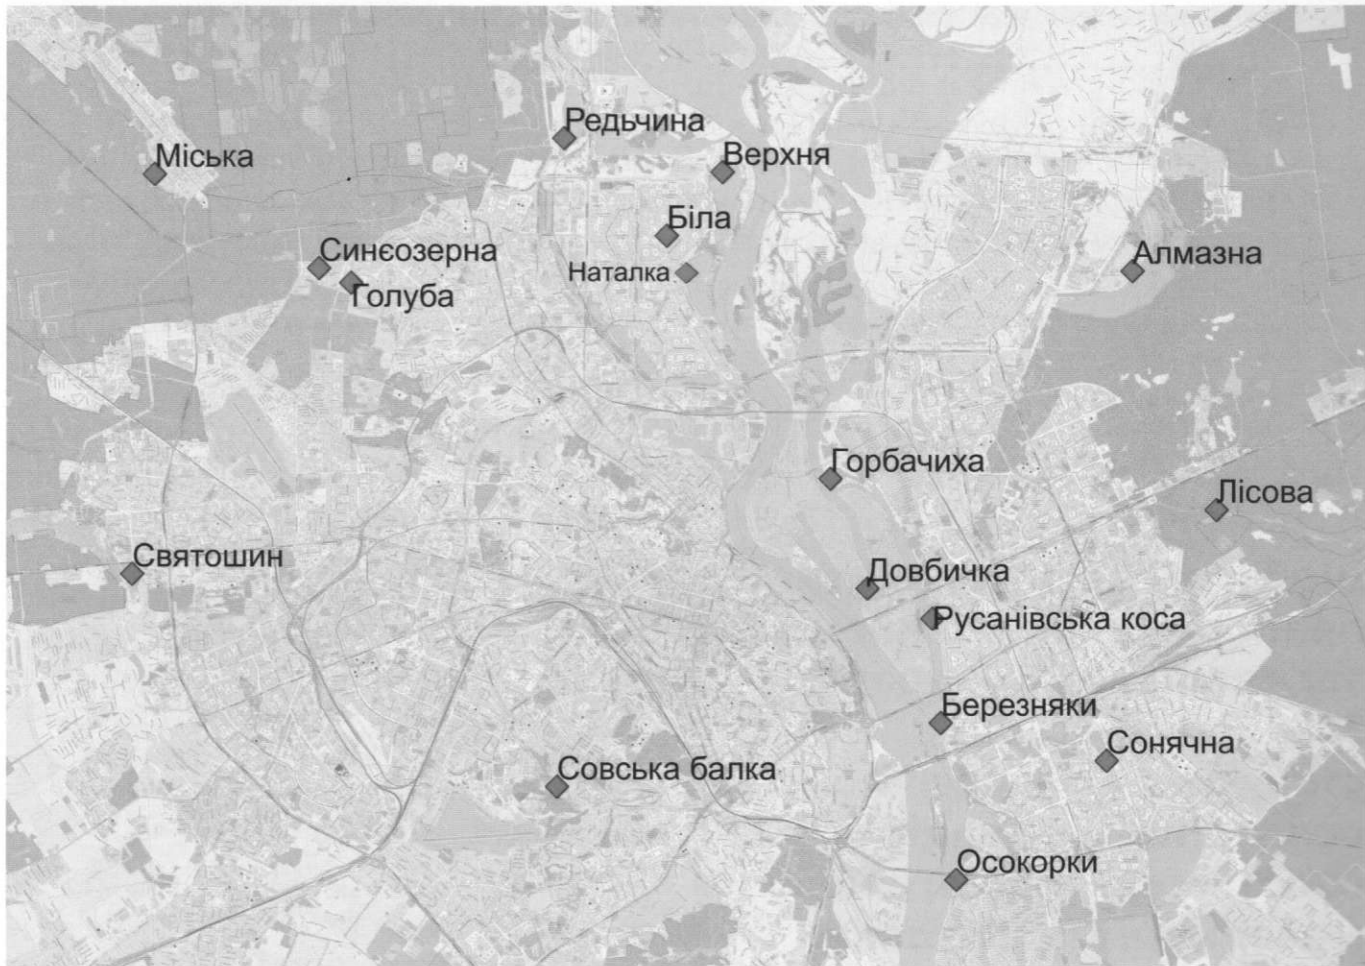 Редьчина
Міська
Верхня
Біла
Синєозерна
Алмазна
Наталка
Голуба
Горбачиха
Лісова
Святошин
Довбичка
Русанівська коса
Березняки
Сонячна
Совська балка
Осокорки